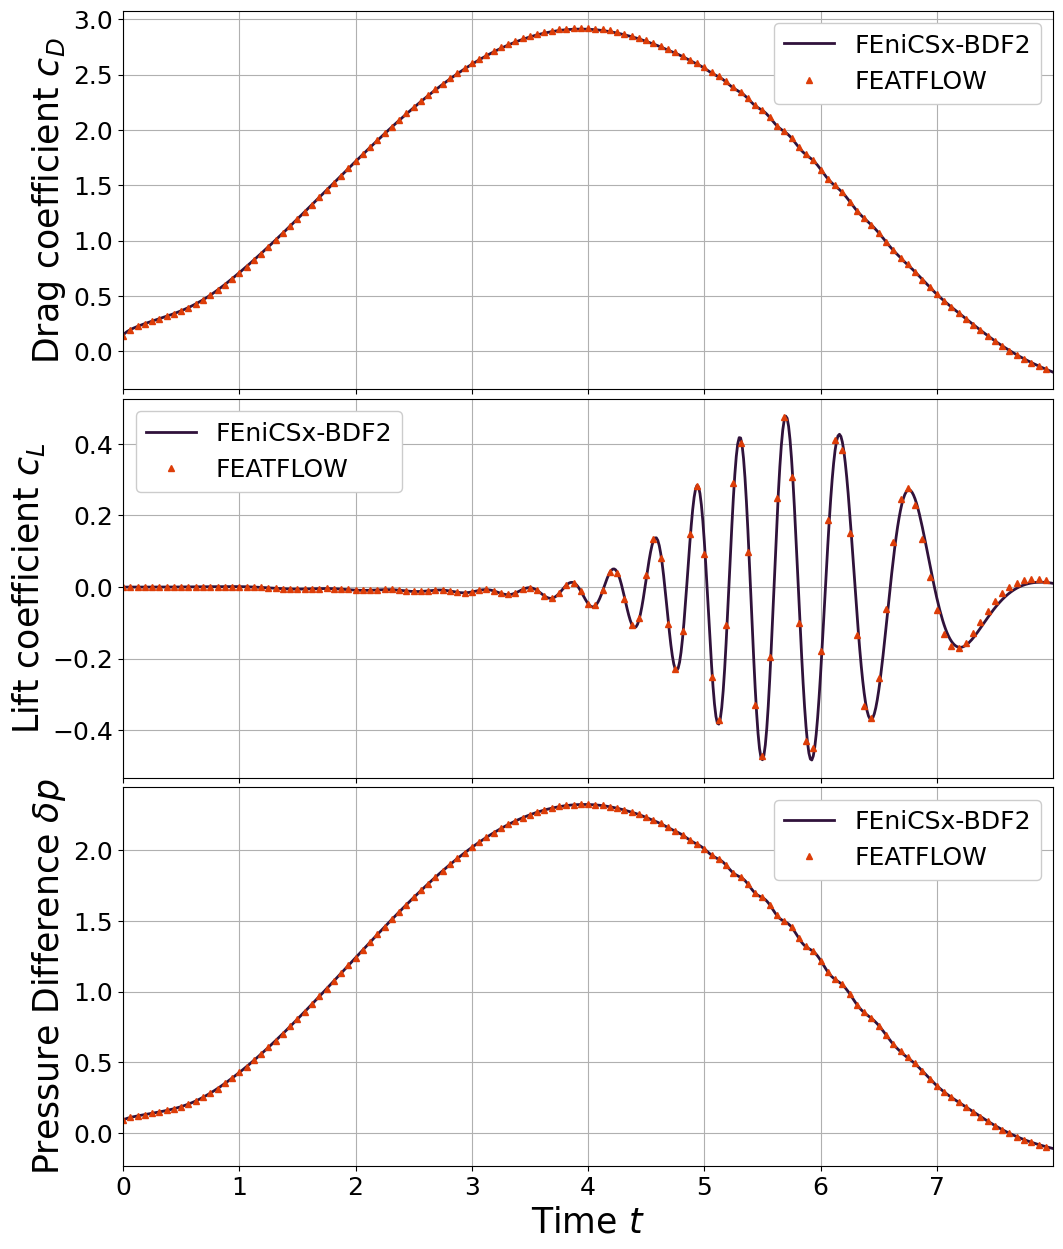 Drag coefficient c_D
3.0
2.5
2.0
1.5
1.0
0.5
0.0
FEniCSx-BDF2
FEATFLOW
Lift coefficient c_L
0.4
0.2
0.0
−0.2
−0.4
FEniCSx-BDF2
FEATFLOW
Pressure Difference δp
2.0
1.5
1.0
0.5
0.0
FEniCSx-BDF2
FEATFLOW
0 1 2 3 4 5 6 7
Time t